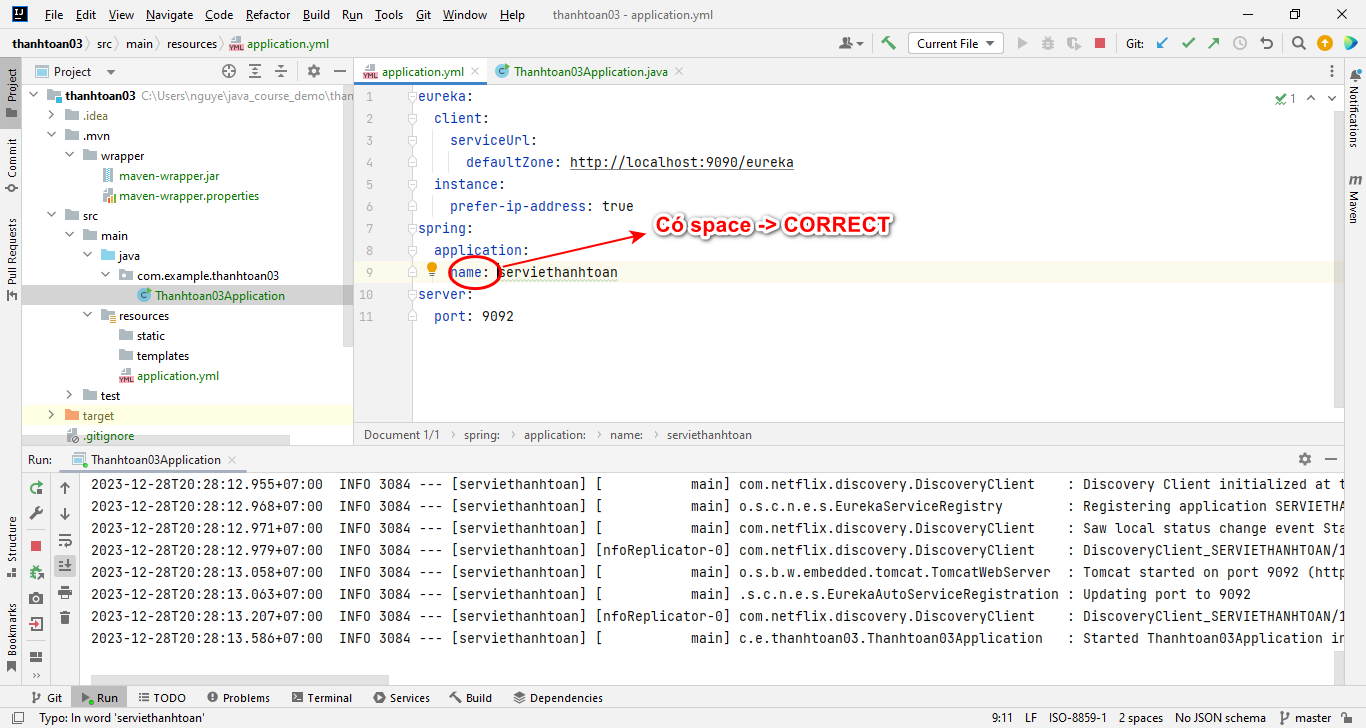 File Edit View Navigate Code Refactor Build Run Tools Git Window Help thanhtoan03 - application.yml
thanhtoan03 src main resources application.yml Current File Git:
Project application.yml Thanhtoan03Application.java
thanhtoan03 C:\Users\nguye\java_course_demo\than
.idea
.mvn
wrapper
maven-wrapper.jar
maven-wrapper.properties
src
main
java
com.example.thanhtoan03
Thanhtoan03Application
resources
static
templates
application.yml
test
target
.gitignore
Project
Commit
Pull Requests
Structure
Bookmarks
1 eureka:
2 client:
3 serviceUrl:
4 defaultZone: http://localhost:9090/eureka
5 instance:
6 prefer-ip-address: true
7 spring:
8 application:
9 name: serviethanhtoan
10 server:
11 port: 9092
Có space -> CORRECT
1
Notifications
Maven
Document 1/1 spring: application: name: serviethanhtoan
Run: Thanhtoan03Application
2023-12-28T20:28:12.955+07:00 INFO 3084 --- [serviethanhtoan] [ main] com.netflix.discovery.DiscoveryClient : Discovery Client initialized at t
2023-12-28T20:28:12.968+07:00 INFO 3084 --- [serviethanhtoan] [ main] o.s.c.n.e.s.EurekaServiceRegistry : Registering application SERVIETHA
2023-12-28T20:28:12.971+07:00 INFO 3084 --- [serviethanhtoan] [ main] com.netflix.discovery.DiscoveryClient : Saw local status change event Sta
2023-12-28T20:28:12.979+07:00 INFO 3084 --- [serviethanhtoan] [nfoReplicator-0] com.netflix.discovery.DiscoveryClient : DiscoveryClient_SERVIETHANHTOAN/1
2023-12-28T20:28:13.058+07:00 INFO 3084 --- [serviethanhtoan] [ main] o.s.b.w.embedded.tomcat.TomcatWebServer : Tomcat started on port 9092 (http
2023-12-28T20:28:13.063+07:00 INFO 3084 --- [serviethanhtoan] [ main] .s.c.n.e.s.EurekaAutoServiceRegistration : Updating port to 9092
2023-12-28T20:28:13.207+07:00 INFO 3084 --- [serviethanhtoan] [nfoReplicator-0] com.netflix.discovery.DiscoveryClient : DiscoveryClient_SERVIETHANHTOAN/1
2023-12-28T20:28:13.586+07:00 INFO 3084 --- [serviethanhtoan] [ main] c.e.thanhtoan03.Thanhtoan03Application : Started Thanhtoan03Application in
Git Run TODO Problems Terminal Services Build Dependencies
Typo: In word 'serviethanhtoan' 9:11 LF ISO-8859-1 2 spaces No JSON schema master